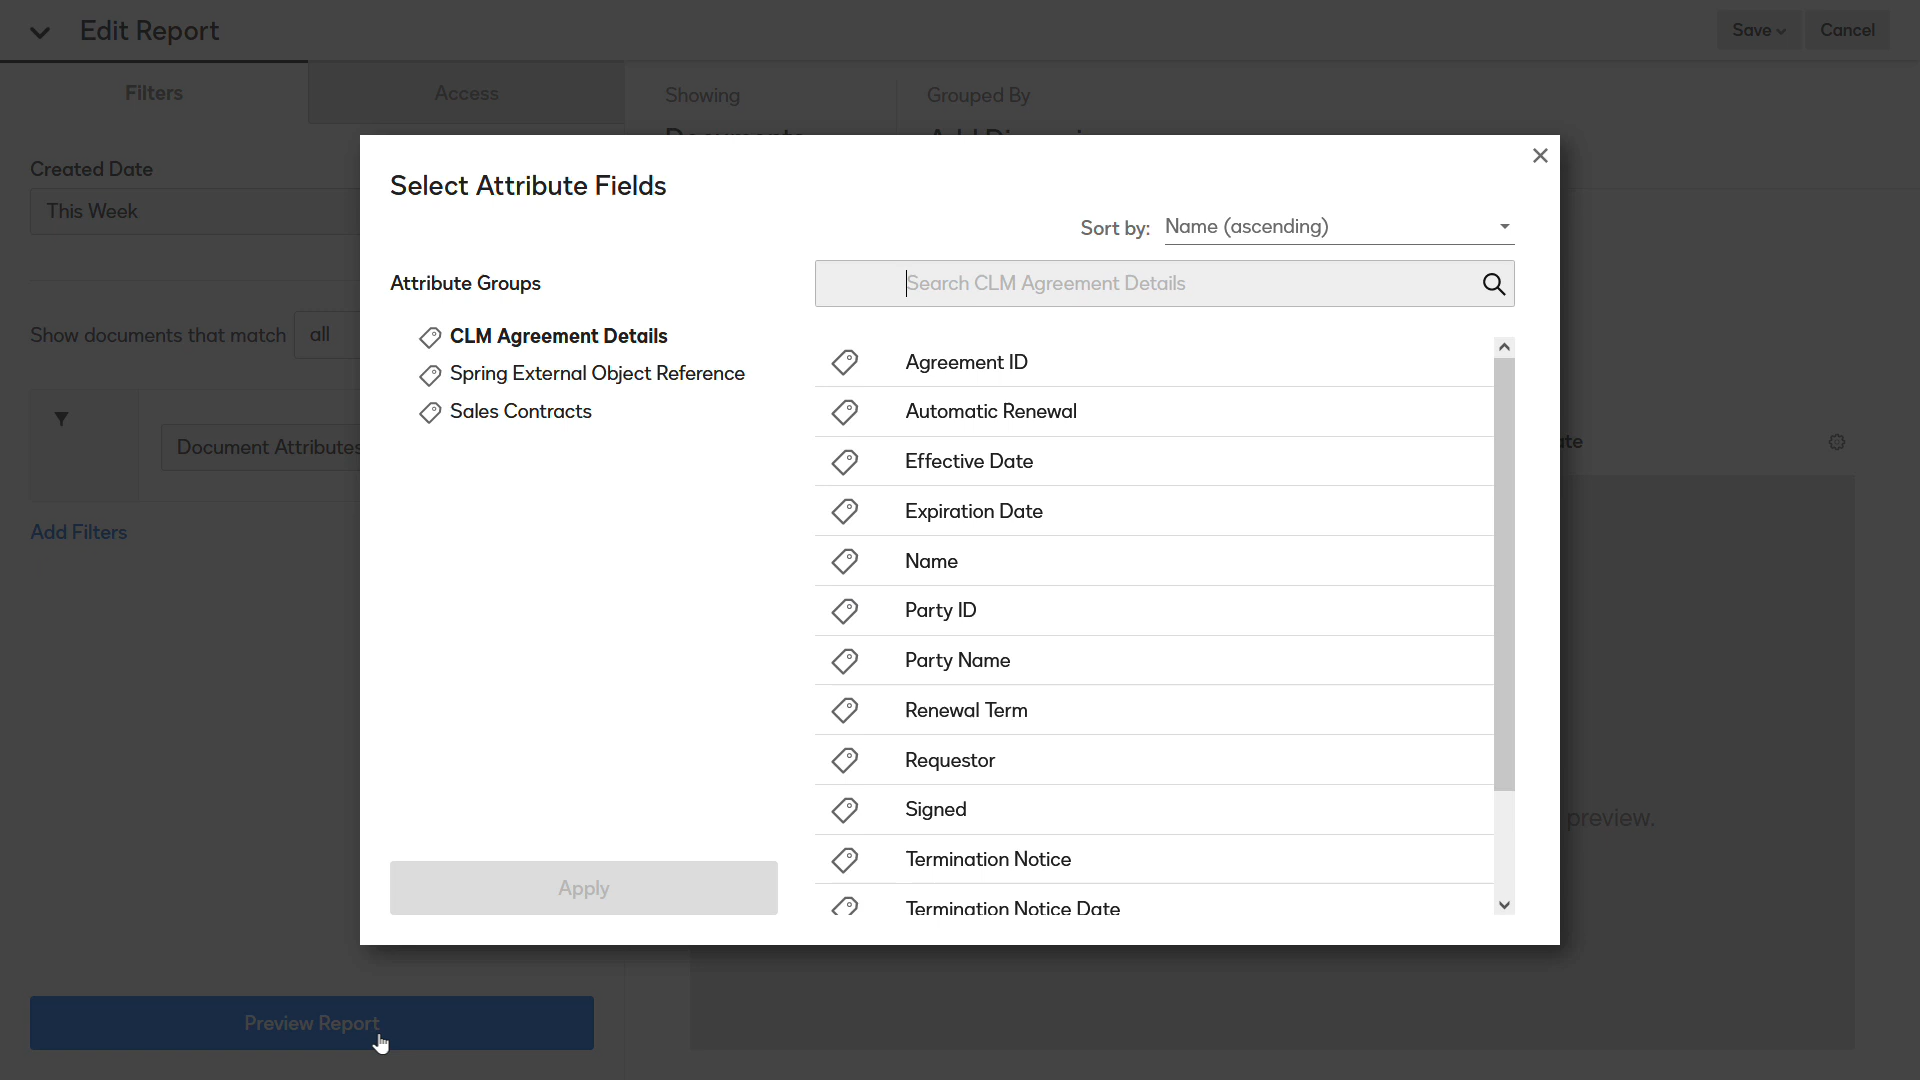 Edit Report
Save
Cancel
Filters
Access
Showing
Grouped By
Created Date
This Week
Show documents that match
all
Document Attributes
Add Filters
Preview Report
preview.
Select Attribute Fields
Sort by:
Name (ascending)
Attribute Groups
CLM Agreement Details
Spring External Object Reference
Sales Contracts
Apply
Search CLM Agreement Details
Agreement ID
Automatic Renewal
Effective Date
Expiration Date
Name
Party ID
Party Name
Renewal Term
Requestor
Signed
Termination Notice
Termination Notice Date